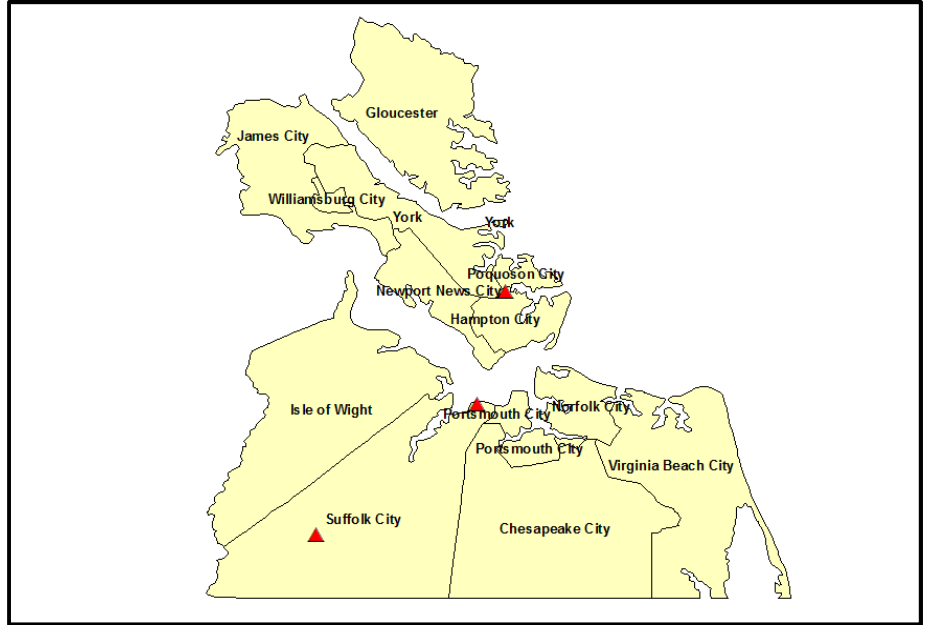 Gloucester
James City
Williamsburg City
York
York
Poquoson City
Newport News City
Hampton City
Isle of Wight
Portsmouth City
Norfolk City
Portsmouth City
Virginia Beach City
Suffolk City
Chesapeake City